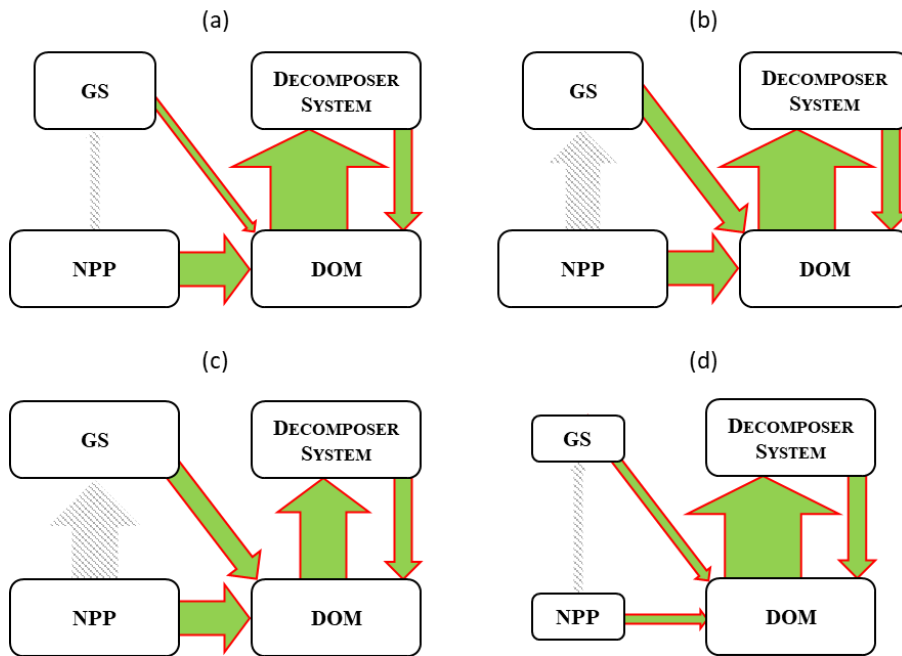 (a)
GS
DECOMPOSER
SYSTEM
NPP
DOM
(b)
GS
DECOMPOSER
SYSTEM
NPP
DOM
(c)
GS
DECOMPOSER
SYSTEM
NPP
DOM
(d)
GS
DECOMPOSER
SYSTEM
NPP
DOM